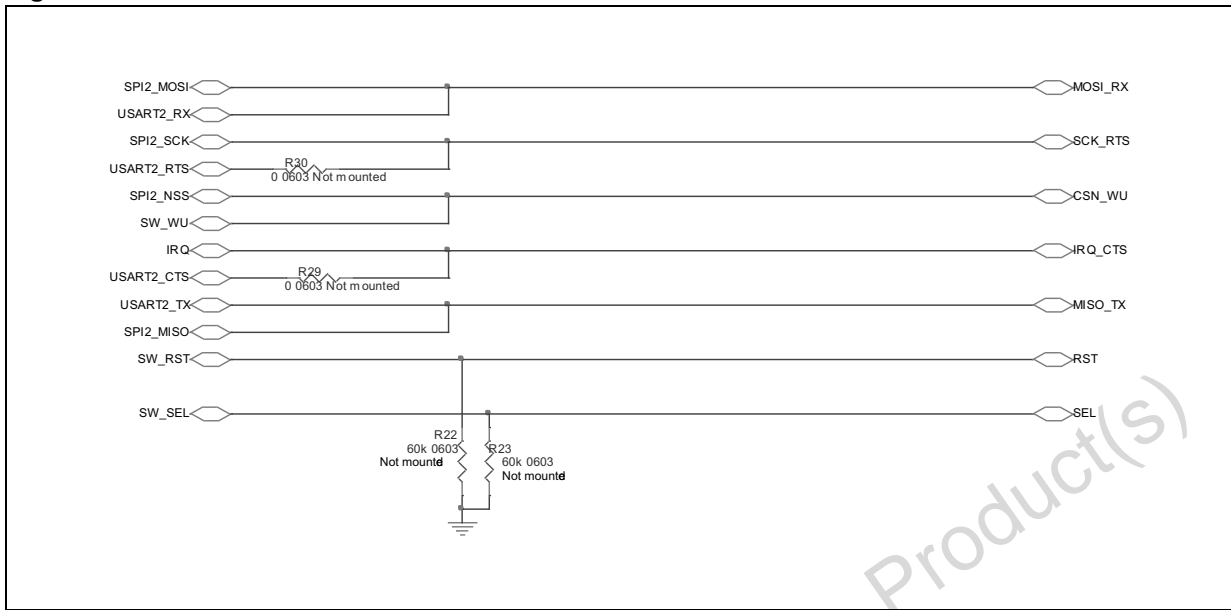 SPI2_MOSI
MOSI_RX
USART2_RX
SPI2_SCK
SCK_RTS
USART2_RTS
R30
0 0603 Not mounted
SPI2_NSS
CSN_WU
SW_WU
IRQ
IRQ_CTS
USART2_CTS
R29
0 0603 Not mounted
USART2_TX
MISO_TX
SPI2_MISO
SW_RST
RST
SW_SEL
SEL
R22
60k 0603
Not mounted
R23
60k 0603
Not mounted
Product(s)